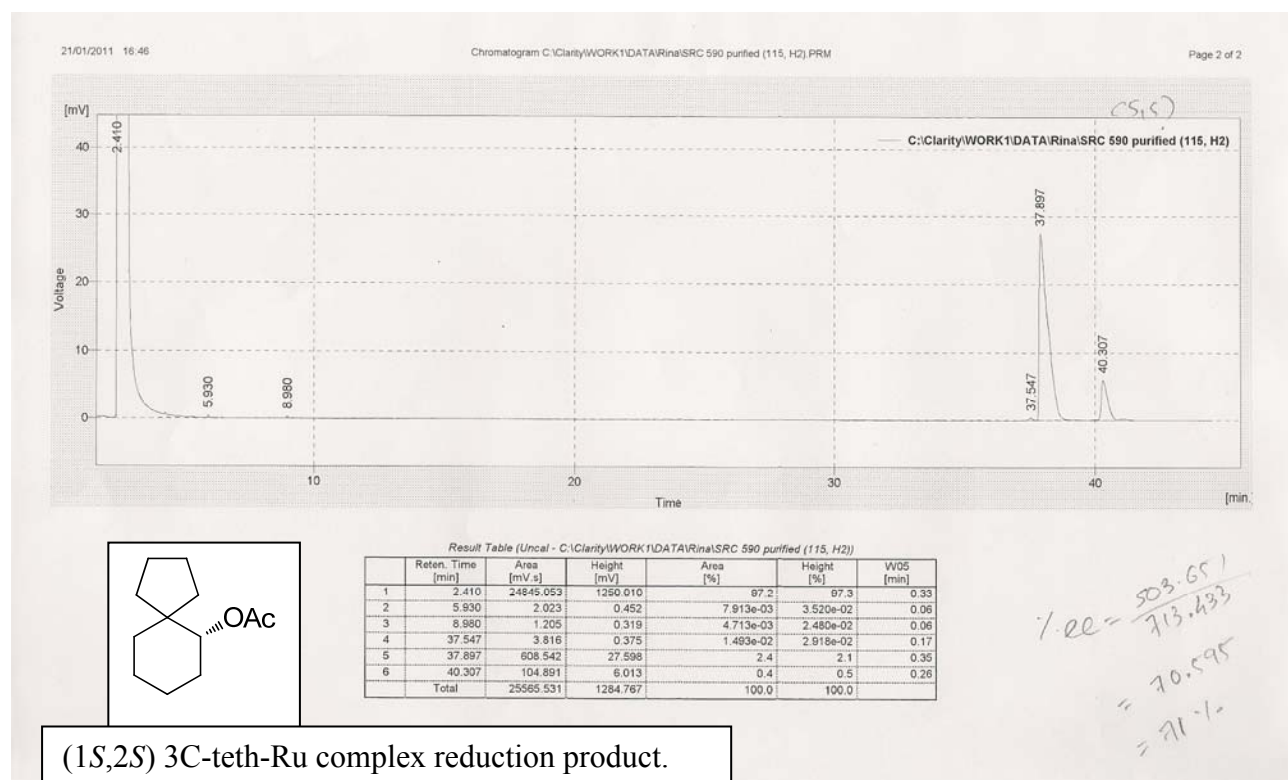 21/01/2011 16:46
Chromatogram C:\Clarity\WORK1\DATA\Rina\SRC 590 purified (115, H2).PRM
Page 2 of 2
[mV]
(S,S)
C:\Clarity\WORK1\DATA\Rina\SRC 590 purified (115, H2)
40
30
20
10
0
Voltage
2.410
5.930
8.980
37.547
37.897
40.307
10
20
30
40
Time
[min.]
OAc
(1S,2S) 3C-teth-Ru complex reduction product.
Result Table (Uncal - C:\Clarity\WORK1\DATA\Rina\SRC 590 purified (115, H2))
Reten. Time [min] Area [mV.s] Height [mV] Area [%] Height [%] W05 [min]
1 2.410 24845.053 1250.010 97.2 97.3 0.33
2 5.930 2.023 0.452 7.913e-03 3.520e-02 0.06
3 8.980 1.205 0.319 4.713e-03 2.480e-02 0.06
4 37.547 3.816 0.375 1.493e-02 2.918e-02 0.17
5 37.897 608.542 27.598 2.4 2.1 0.35
6 40.307 104.891 6.013 0.4 0.5 0.26
Total 25565.531 1284.767 100.0 100.0
% ee = 503.651
713.433
= 70.595
= 71 %